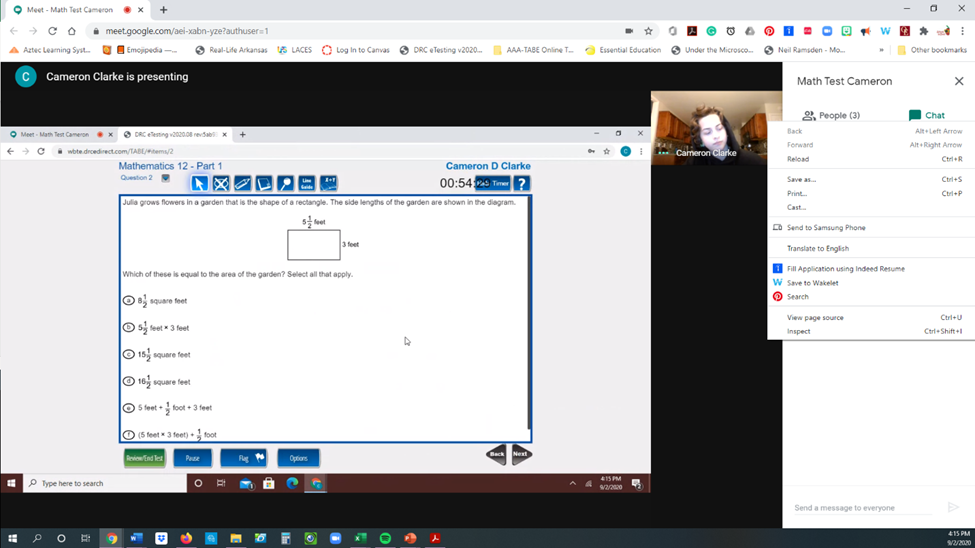 Meet - Math Test Cameron
meet.google.com/aei-xabn-yze?authuser=1
Aztec Learning Syst... Emojipedia — ... Real-Life Arkansas LACES Log In to Canvas DRC eTesting v2020... AAA-TABE Online T... Essential Education Under the Microsco... Neil Ramsden - Mo... » Other bookmarks
C Cameron Clarke is presenting
Math Test Cameron
People (3) Chat
Cameron Clarke
Back Alt+Left Arrow
Forward Alt+Right Arrow
Reload Ctrl+R
Save as... Ctrl+S
Print... Ctrl+P
Cast...
Send to Samsung Phone
Translate to English
Fill Application using Indeed Resume
Save to Wakelet
Search
View page source Ctrl+U
Inspect Ctrl+Shift+I
Send a message to everyone
Meet - Math Test Cameron DRC eTesting v2020.08 rev:5ab8
wbte.drcedirect.com/TABE/#items/2
Mathematics 12 - Part 1 Cameron D Clarke
Question 2
Line Guide
00:54: Timer ?
Julia grows flowers in a garden that is the shape of a rectangle. The side lengths of the garden are shown in the diagram.
5 1/2 feet
3 feet
Which of these is equal to the area of the garden? Select all that apply.
a 8 1/2 square feet
b 5 1/2 feet × 3 feet
c 15 1/2 square feet
d 16 1/2 square feet
e 5 feet + 1/2 foot + 3 feet
f (5 feet × 3 feet) + 1/2 foot
Review/End Test Pause Flag Options Back Next
Type here to search
4:15 PM
9/2/2020
4:15 PM
9/2/2020